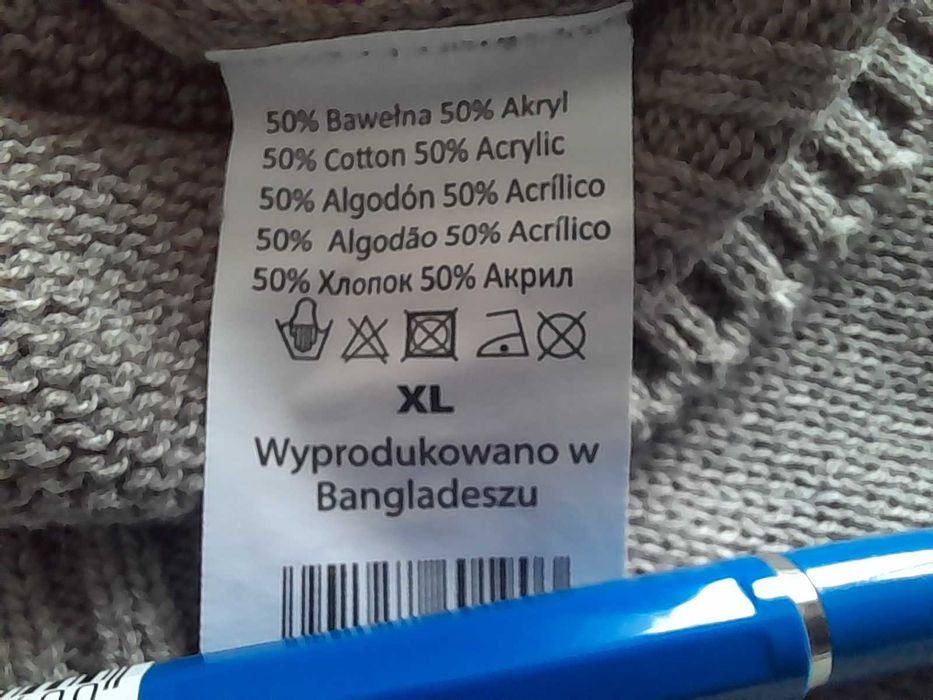 50% Bawełna 50% Akryl
50% Cotton 50% Acrylic
50% Algodón 50% Acrílico
50% Algodão 50% Acrílico
50% Хлопок 50% Акрил
XL
Wyprodukowano w
Bangladeszu